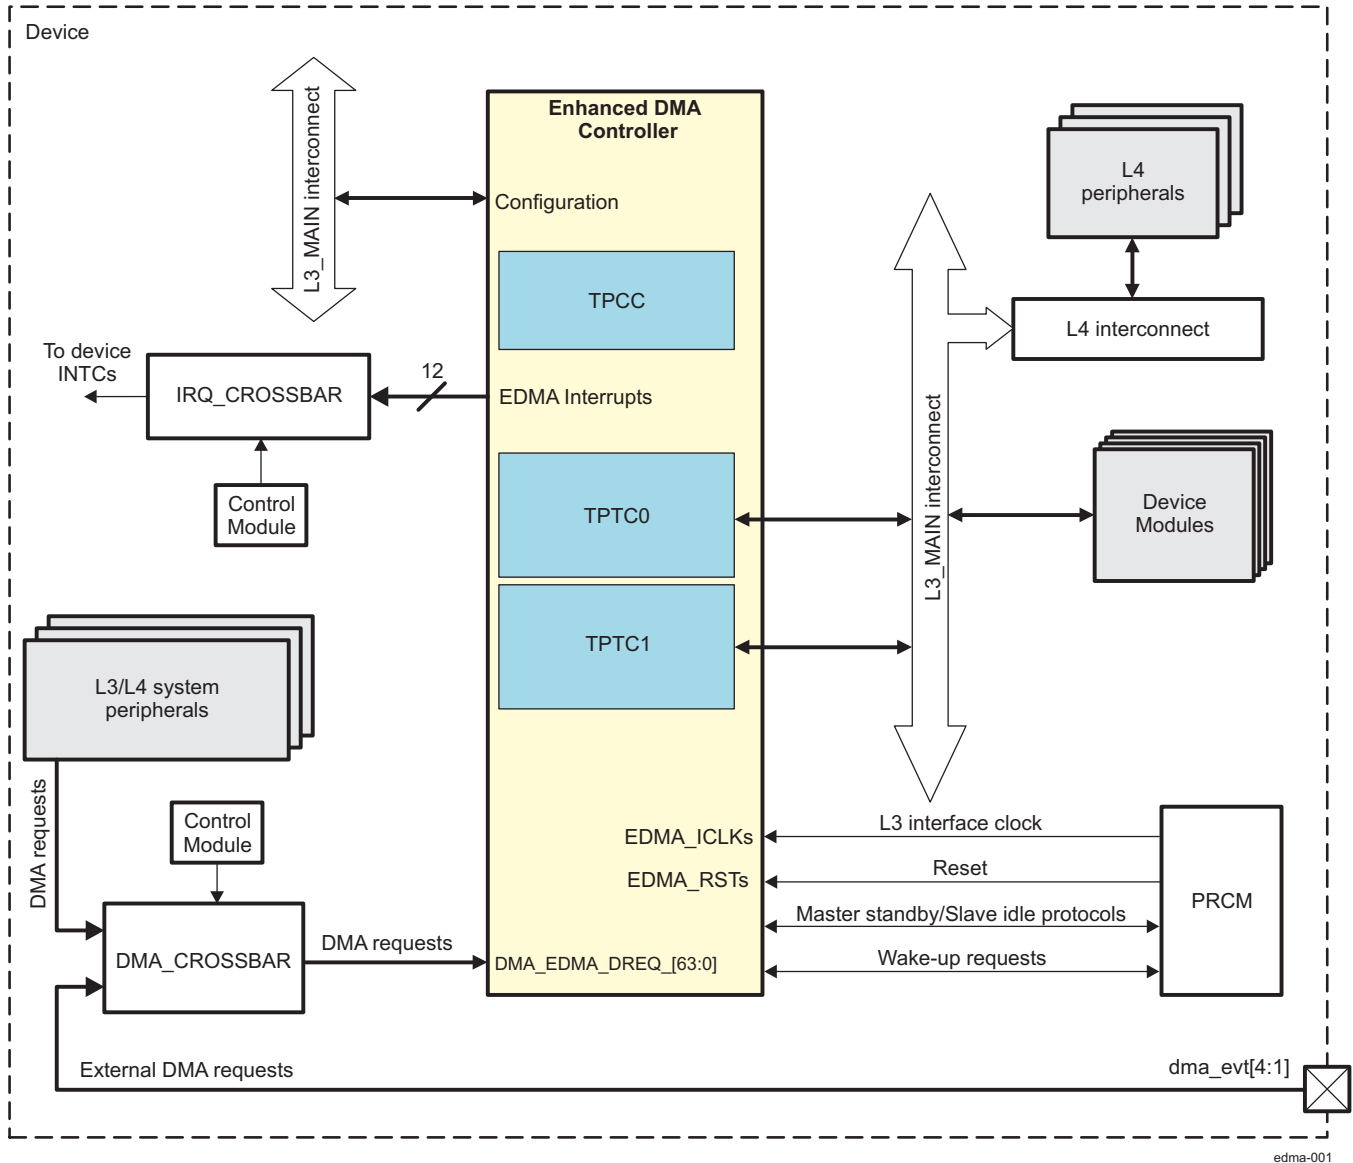 Device
Enhanced DMA
Controller
L3_MAIN interconnect
Configuration
L4
peripherals
TPCC
L4 interconnect
To device
INTCs
IRQ_CROSSBAR
12
EDMA Interrupts
Control
Module
TPTC0
L3_MAIN interconnect
Device
Modules
TPTC1
L3/L4 system
peripherals
DMA requests
Control
Module
EDMA_ICLKs
L3 interface clock
EDMA_RSTs
Reset
PRCM
Master standby/Slave idle protocols
DMA_CROSSBAR
DMA requests
DMA_EDMA_DREQ_[63:0]
Wake-up requests
External DMA requests
dma_evt[4:1]
edma-001